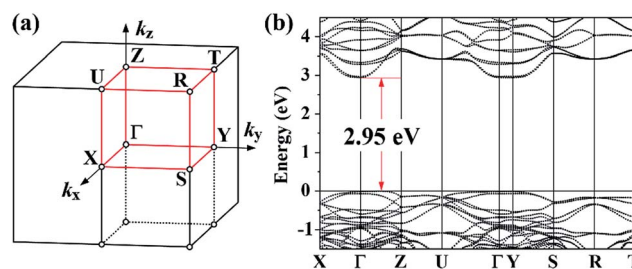 (a)
kz
Z
T
U
R
Γ
Y
ky
X
S
kx
(b)
Energy (eV)
4
3
2
1
0
-1
2.95 eV
X Γ Z U Γ Y S R T